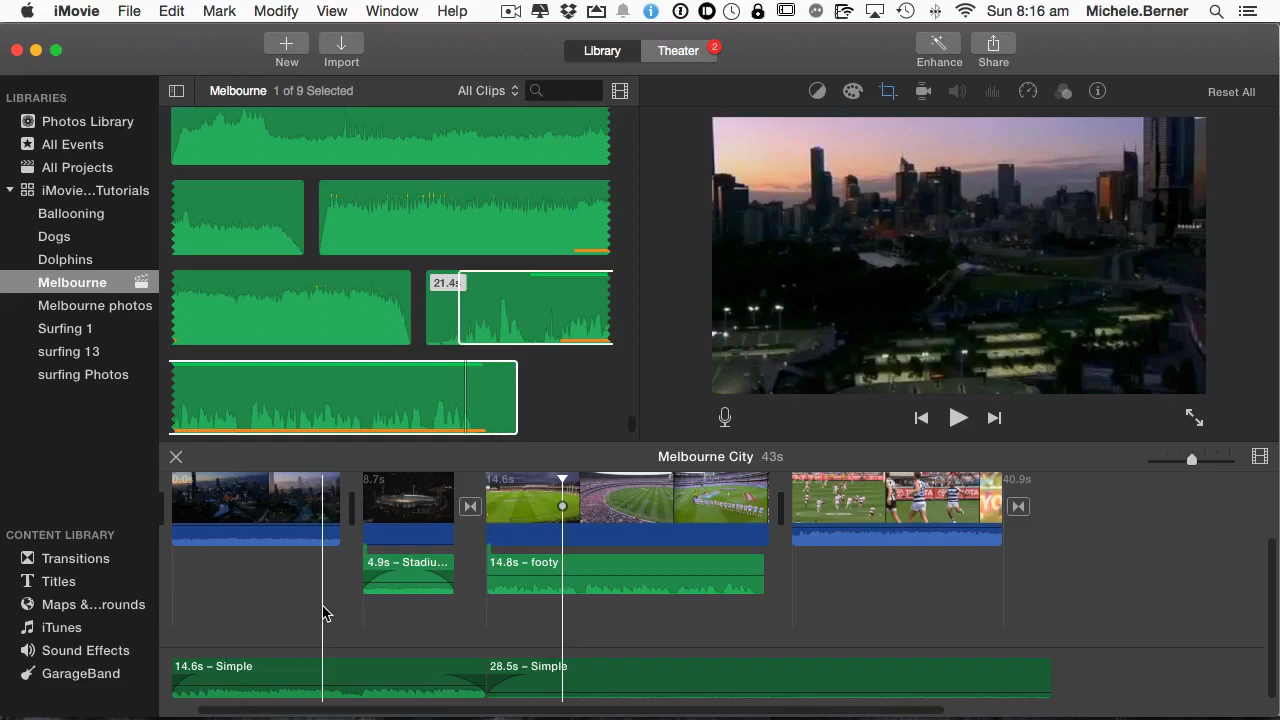 iMovie File Edit Mark Modify View Window Help Sun 8:16 am Michele.Berner
Library Theater 2
New Import Enhance Share
LIBRARIES
Photos Library
All Events
All Projects
iMovie...Tutorials
Ballooning
Dogs
Dolphins
Melbourne
Melbourne photos
Surfing 1
surfing 13
surfing Photos
CONTENT LIBRARY
Transitions
Titles
Maps &...rounds
iTunes
Sound Effects
GarageBand
Melbourne 1 of 9 Selected All Clips
Reset All
21.4s
Melbourne City 43s
0.0s 8.7s 14.6s 40.9s
4.9s – Stadiu... 14.8s – footy
14.6s – Simple 28.5s – Simple